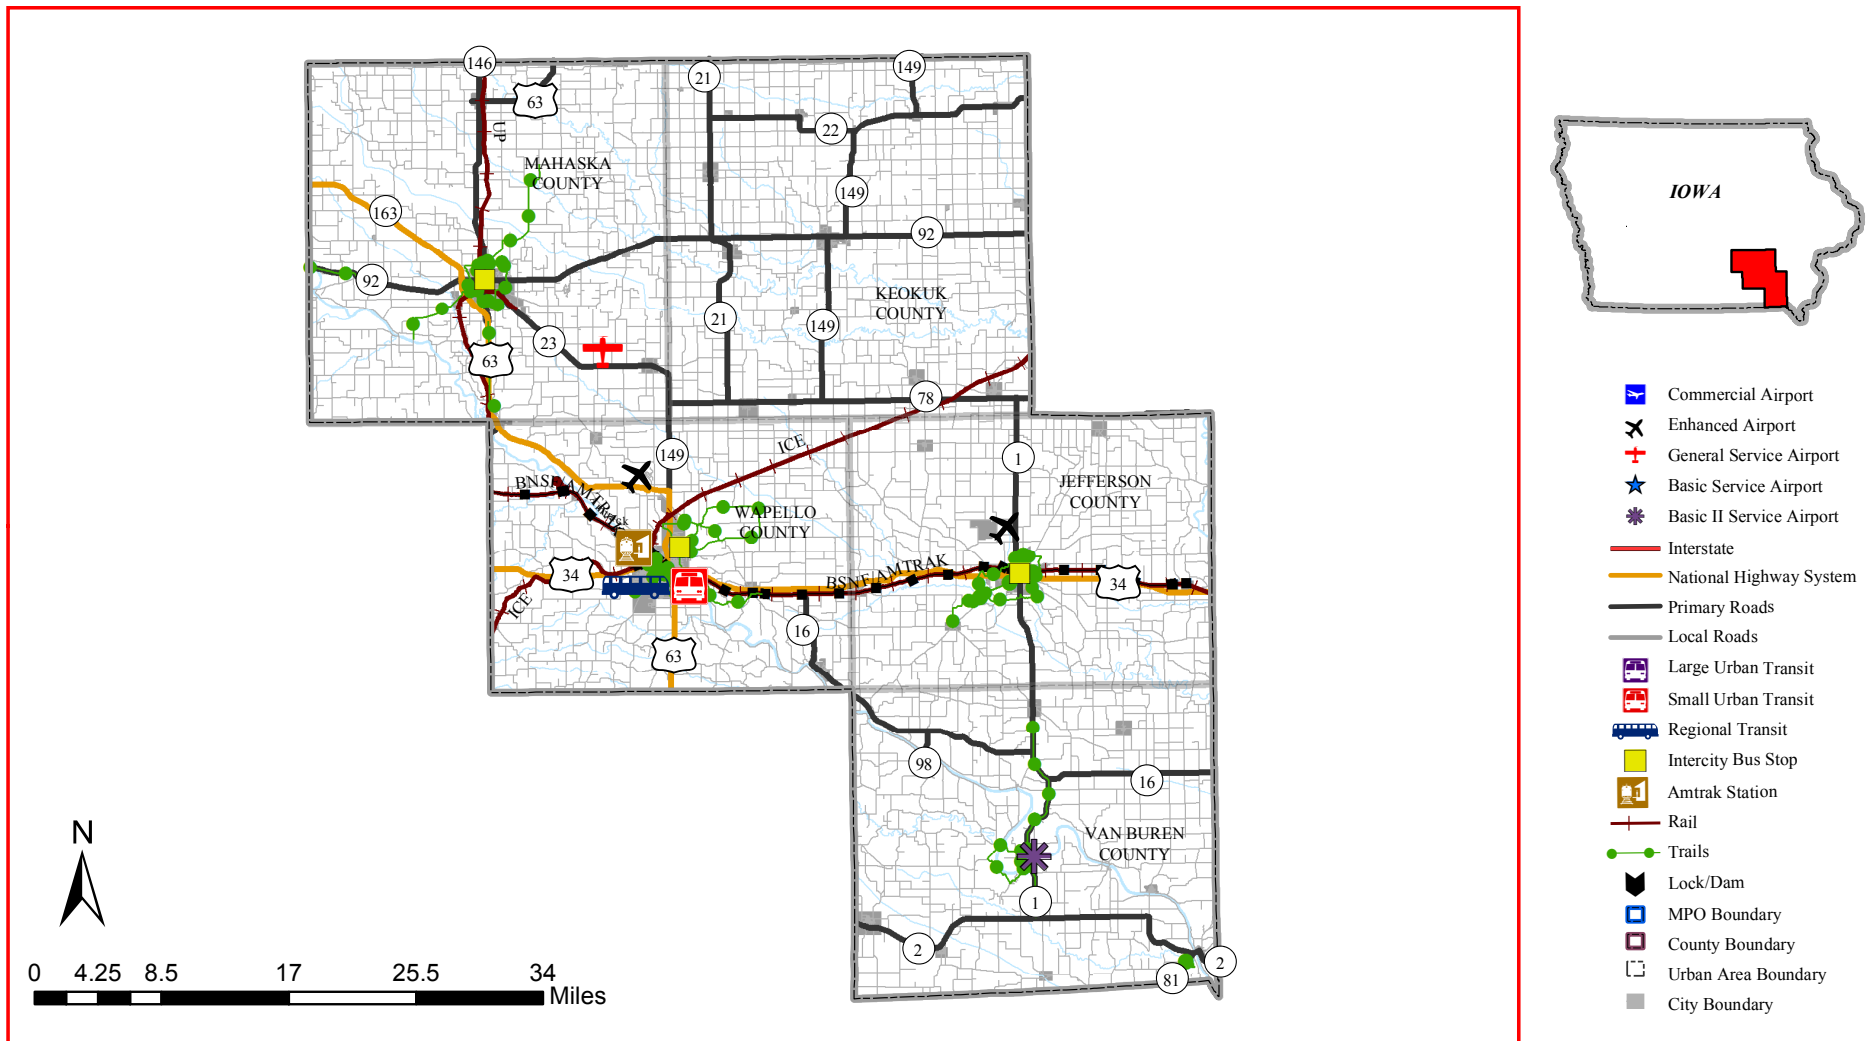 146
21
149
63
22
UP
MAHASKA
COUNTY
149
163
92
92
KEOKUK
COUNTY
21
149
23
63
78
149
ICE
1
JEFFERSON
COUNTY
WAPELLO
COUNTY
BSNF/AMTRAK
34
34
ICE
16
63
98
16
VAN BUREN
COUNTY
1
2
2
81
N
0 4.25 8.5 17 25.5 34
Miles
IOWA
Commercial Airport
Enhanced Airport
General Service Airport
Basic Service Airport
Basic II Service Airport
Interstate
National Highway System
Primary Roads
Local Roads
Large Urban Transit
Small Urban Transit
Regional Transit
Intercity Bus Stop
Amtrak Station
Rail
Trails
Lock/Dam
MPO Boundary
County Boundary
Urban Area Boundary
City Boundary